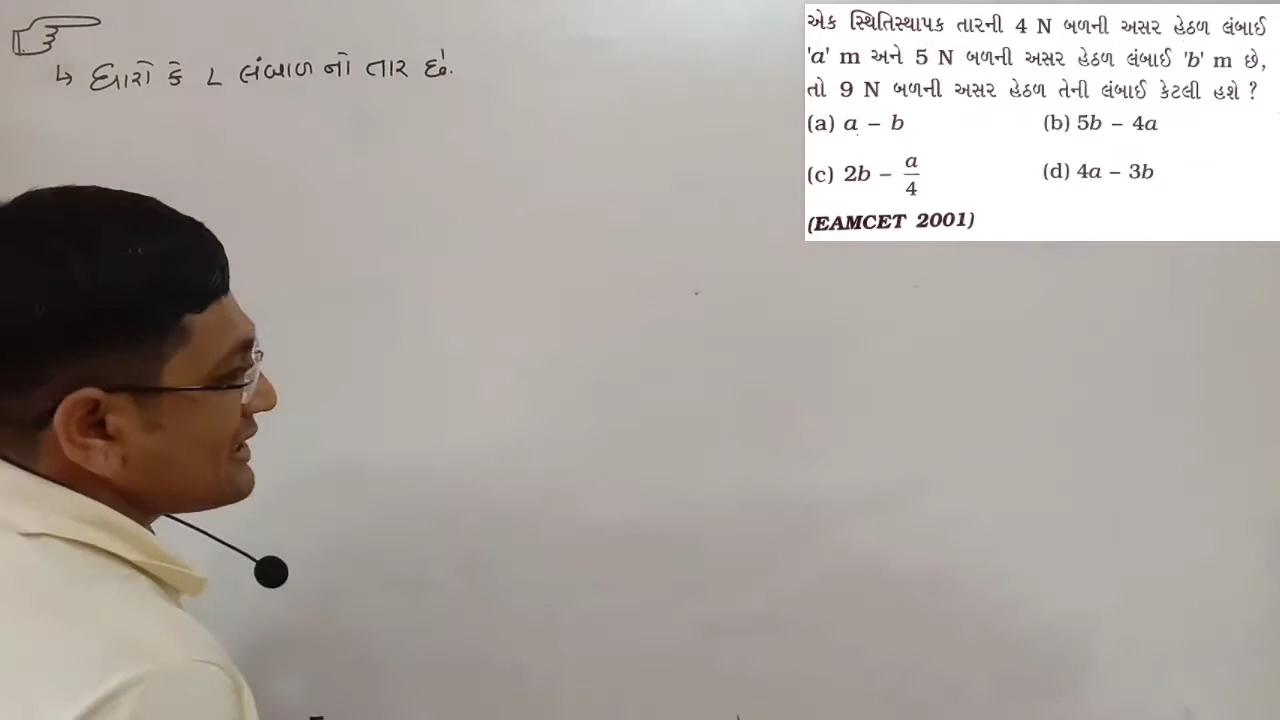 ↳ ધારો કે L લંબાળ નો તાર છે.
એક સ્થિતિસ્થાપક તારની 4 N બળની અસર હેઠળ લંબાઈ
'a' m અને 5 N બળની અસર હેઠળ લંબાઈ 'b' m છે,
તો 9 N બળની અસર હેઠળ તેની લંબાઈ કેટલી હશે ?
(a) a – b (b) 5b – 4a
(c) 2b – a/4 (d) 4a – 3b
(EAMCET 2001)